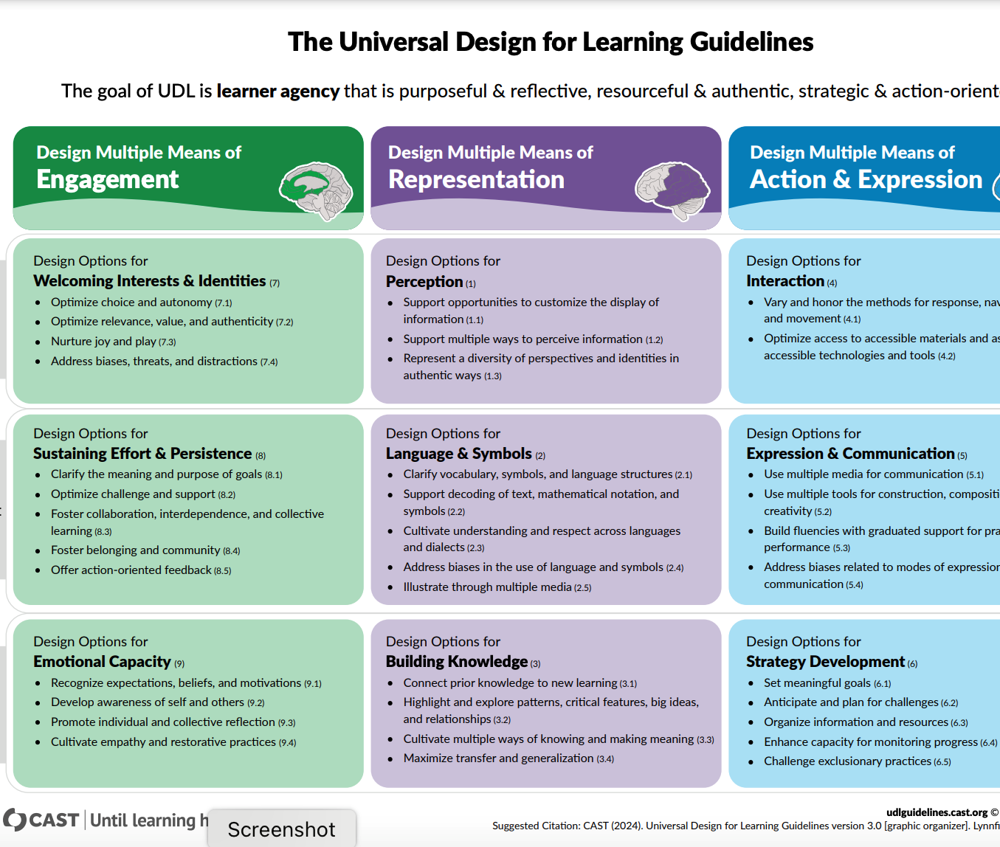 The Universal Design for Learning Guidelines
The goal of UDL is learner agency that is purposeful & reflective, resourceful & authentic, strategic & action-orient
Design Multiple Means of
Engagement
Design Options for
Welcoming Interests & Identities (7)
• Optimize choice and autonomy (7.1)
• Optimize relevance, value, and authenticity (7.2)
• Nurture joy and play (7.3)
• Address biases, threats, and distractions (7.4)
Design Options for
Sustaining Effort & Persistence (8)
• Clarify the meaning and purpose of goals (8.1)
• Optimize challenge and support (8.2)
• Foster collaboration, interdependence, and collective
learning (8.3)
• Foster belonging and community (8.4)
• Offer action-oriented feedback (8.5)
Design Options for
Emotional Capacity (9)
• Recognize expectations, beliefs, and motivations (9.1)
• Develop awareness of self and others (9.2)
• Promote individual and collective reflection (9.3)
• Cultivate empathy and restorative practices (9.4)
Design Multiple Means of
Representation
Design Options for
Perception (1)
• Support opportunities to customize the display of
information (1.1)
• Support multiple ways to perceive information (1.2)
• Represent a diversity of perspectives and identities in
authentic ways (1.3)
Design Options for
Language & Symbols (2)
• Clarify vocabulary, symbols, and language structures (2.1)
• Support decoding of text, mathematical notation, and
symbols (2.2)
• Cultivate understanding and respect across languages
and dialects (2.3)
• Address biases in the use of language and symbols (2.4)
• Illustrate through multiple media (2.5)
Design Options for
Building Knowledge (3)
• Connect prior knowledge to new learning (3.1)
• Highlight and explore patterns, critical features, big ideas,
and relationships (3.2)
• Cultivate multiple ways of knowing and making meaning (3.3)
• Maximize transfer and generalization (3.4)
Design Multiple Means of
Action & Expression
Design Options for
Interaction (4)
• Vary and honor the methods for response, nav
and movement (4.1)
• Optimize access to accessible materials and as
accessible technologies and tools (4.2)
Design Options for
Expression & Communication (5)
• Use multiple media for communication (5.1)
• Use multiple tools for construction, compositi
creativity (5.2)
• Build fluencies with graduated support for pra
performance (5.3)
• Address biases related to modes of expression
communication (5.4)
Design Options for
Strategy Development (6)
• Set meaningful goals (6.1)
• Anticipate and plan for challenges (6.2)
• Organize information and resources (6.3)
• Enhance capacity for monitoring progress (6.4)
• Challenge exclusionary practices (6.5)
CAST | Until learning h
Screenshot
udlguidelines.cast.org ©
Suggested Citation: CAST (2024). Universal Design for Learning Guidelines version 3.0 [graphic organizer]. Lynnfi